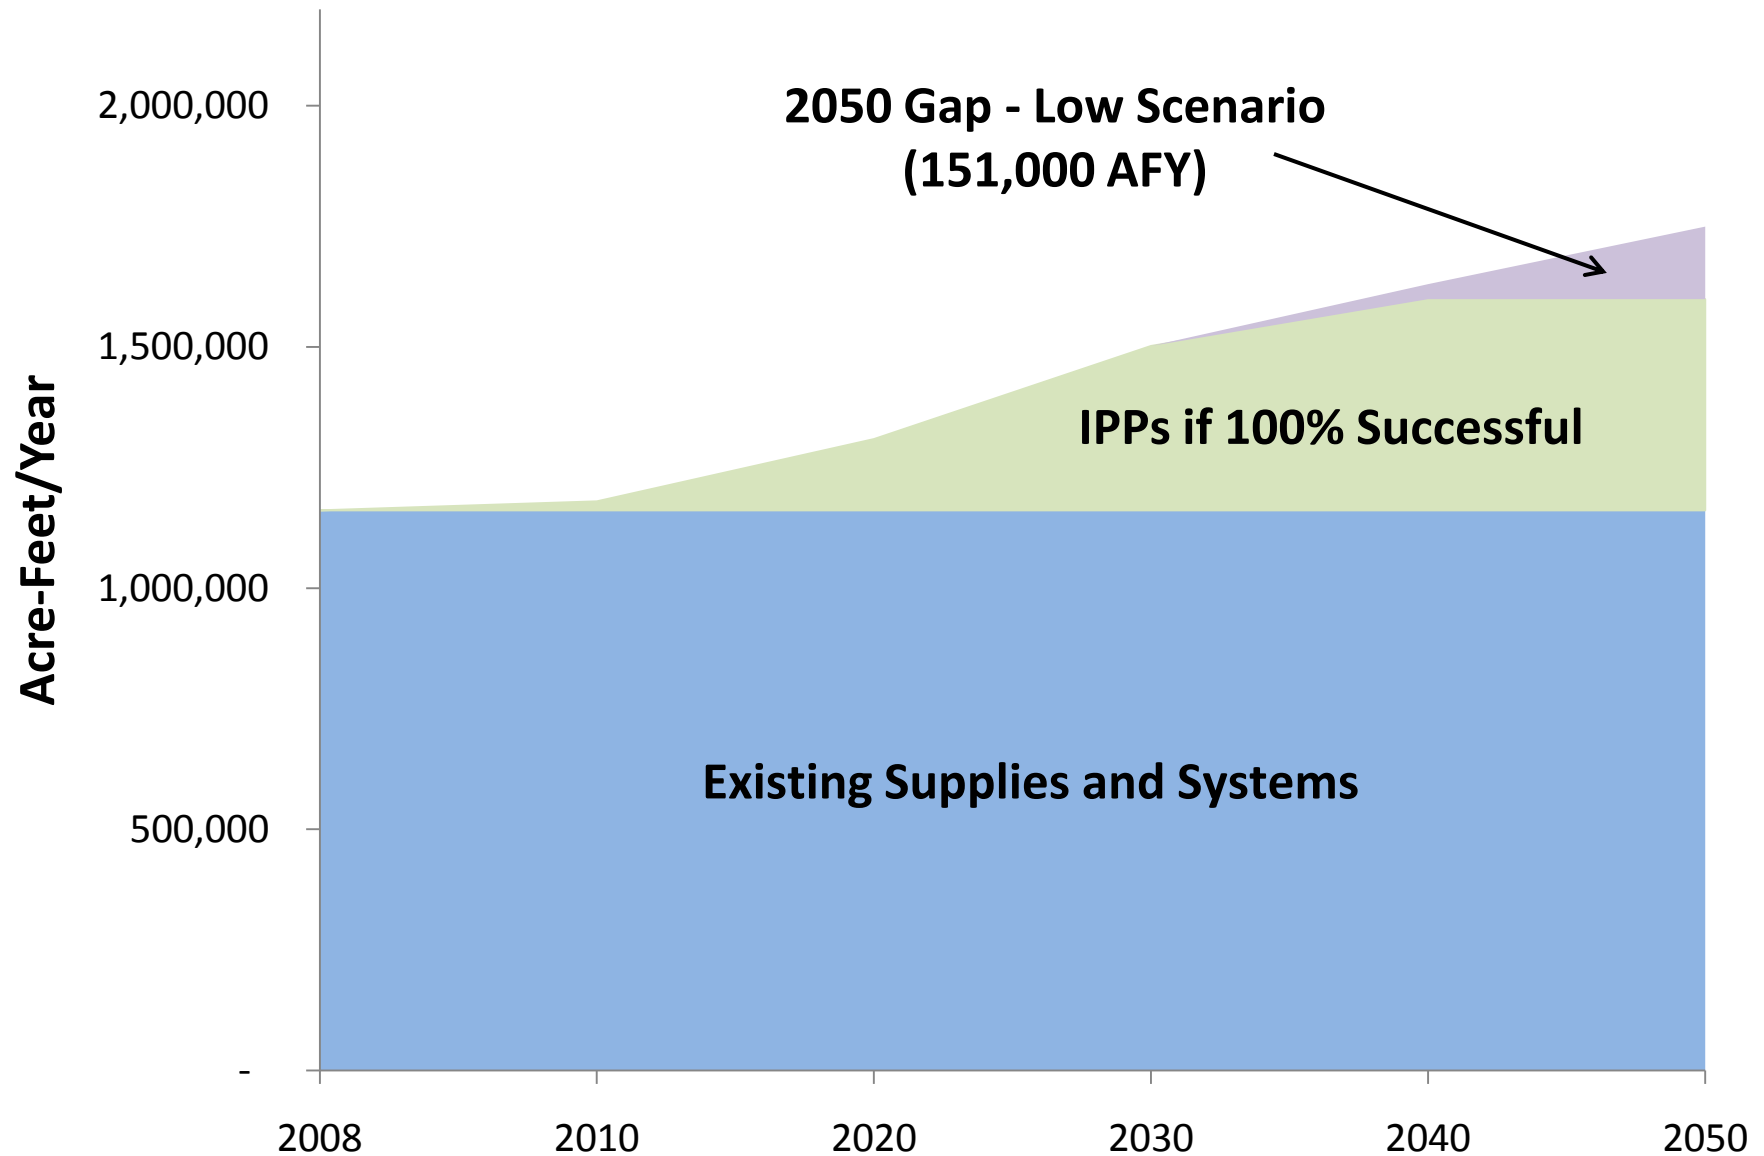 2,000,000
1,500,000
1,000,000
500,000
-
Acre-Feet/Year
2050 Gap - Low Scenario
(151,000 AFY)
IPPs if 100% Successful
Existing Supplies and Systems
2008
2010
2020
2030
2040
2050